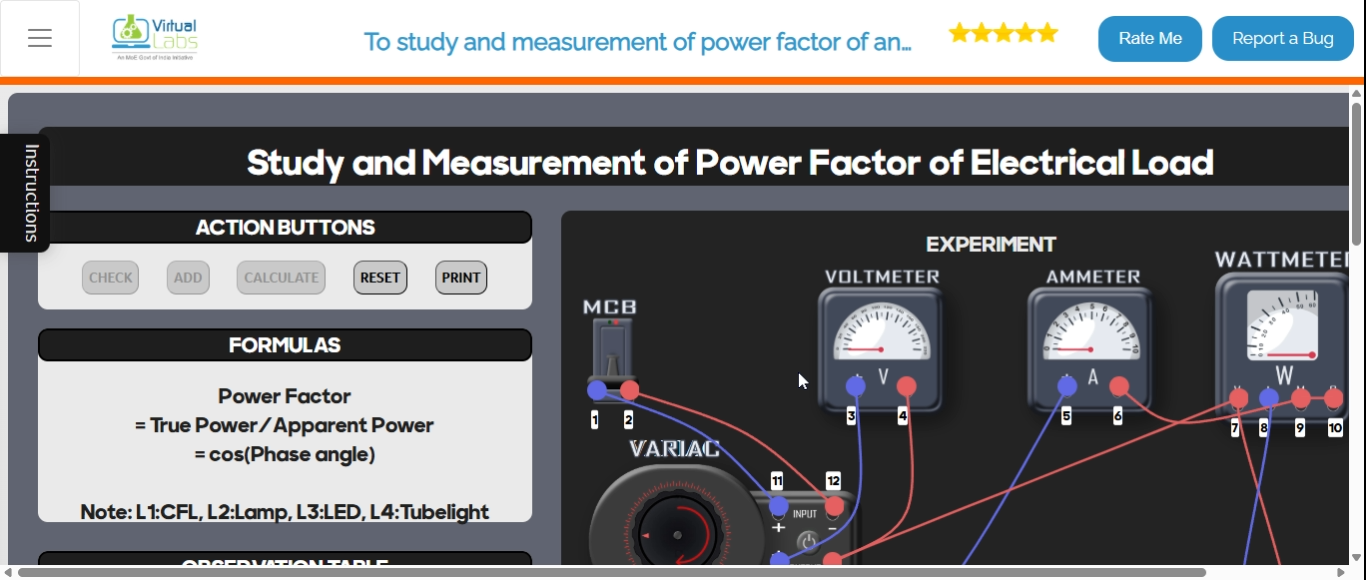 Virtual
Labs
An MoE Govt of India Initiative
To study and measurement of power factor of an...
Rate Me
Report a Bug
Instructions
Study and Measurement of Power Factor of Electrical Load
ACTION BUTTONS
CHECK
ADD
CALCULATE
RESET
PRINT
FORMULAS
Power Factor
= True Power/Apparent Power
= cos(Phase angle)
Note: L1:CFL, L2:Lamp, L3:LED, L4:Tubelight
OBSERVATION TABLE
EXPERIMENT
VOLTMETER
AMMETER
WATTMETER
MCB
V
A
W
1
2
3
4
5
6
7
8
9
10
VARIAC
11
12
INPUT
+
-